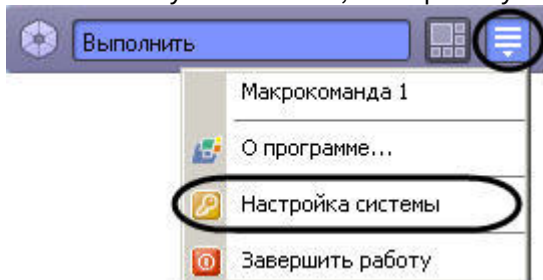 Выполнить
Макрокоманда 1
О программе...
Настройка системы
Завершить работу